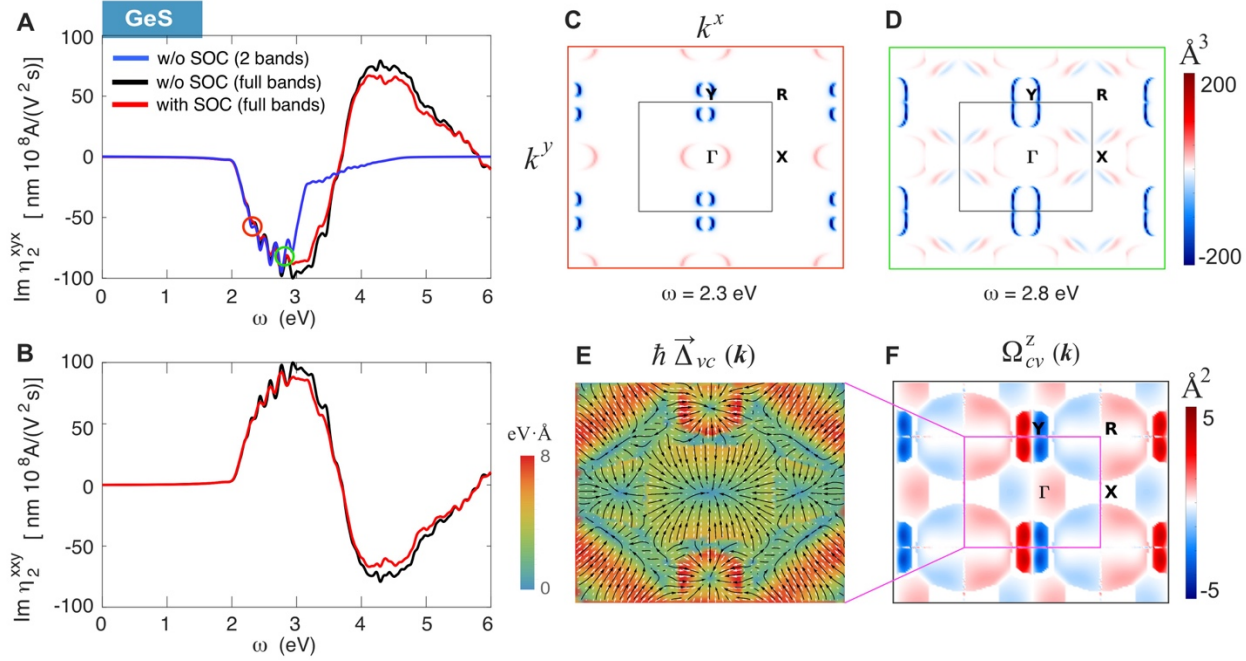 A
GeS
100
50
0
-50
-100
Im η₂ˣʸˣ [ nm 10⁸A/(V²s)]
w/o SOC (2 bands)
w/o SOC (full bands)
with SOC (full bands)
0 1 2 3 4 5 6
ω (eV)
B
100
50
0
-50
-100
Im η₂ˣˣʸ [ nm 10⁸A/(V²s)]
0 1 2 3 4 5 6
ω (eV)
C
kˣ
kʸ
Y R
Γ X
ω = 2.3 eV
D
Y R
Γ X
ω = 2.8 eV
Å³
200
-200
E
ħ Δ⃗vc (k)
eV·Å
8
0
F
Ωᶻcv (k)
Y R
Γ X
Å²
5
-5